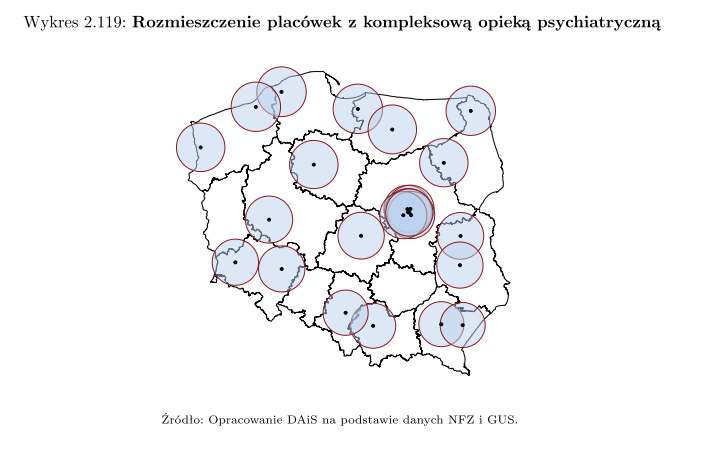 Wykres 2.119: Rozmieszczenie placówek z kompleksową opieką psychiatryczną
Źródło: Opracowanie DAiS na podstawie danych NFZ i GUS.